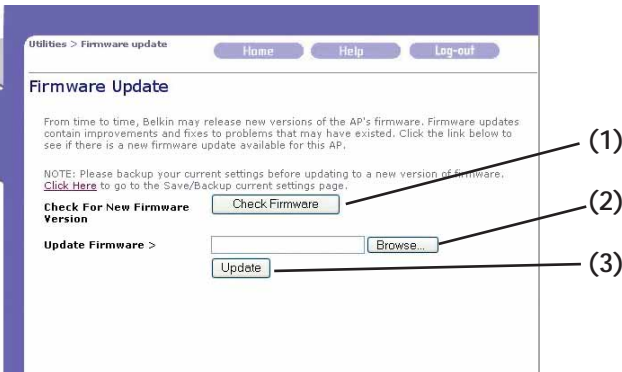 Utilities > Firmware update
Home Help Log-out
Firmware Update
From time to time, Belkin may release new versions of the AP's firmware. Firmware updates
contain improvements and fixes to problems that may have existed. Click the link below to
see if there is a new firmware update available for this AP.
NOTE: Please backup your current settings before updating to a new version of firmware.
Click Here to go to the Save/Backup current settings page.
Check For New Firmware
Version
Check Firmware
Update Firmware >
Browse...
Update
(1)
(2)
(3)